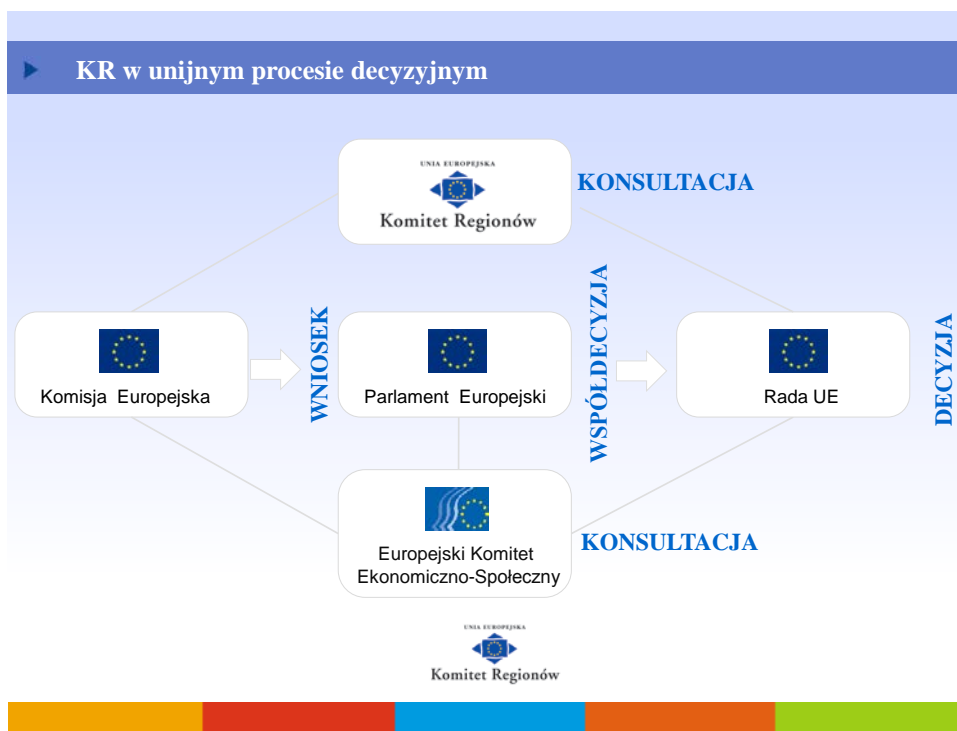 KR w unijnym procesie decyzyjnym
UNIA EUROPEJSKA
Komitet Regionów
KONSULTACJA
Komisja Europejska
WNIOSEK
Parlament Europejski
WSPÓŁDECYZJA
Rada UE
DECYZJA
Europejski Komitet
Ekonomiczno-Społeczny
KONSULTACJA
UNIA EUROPEJSKA
Komitet Regionów